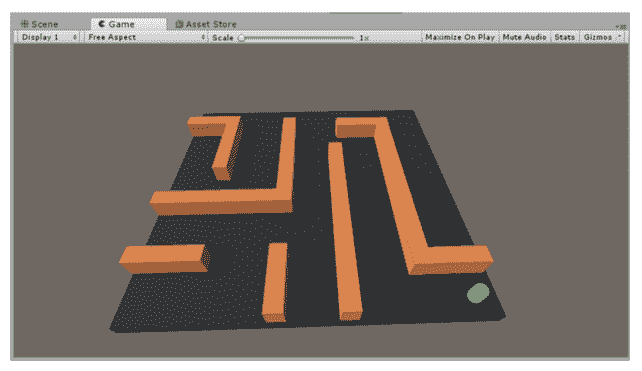 Scene Game Asset Store
Display 1 Free Aspect Scale 1x Maximize On Play Mute Audio Stats Gizmos